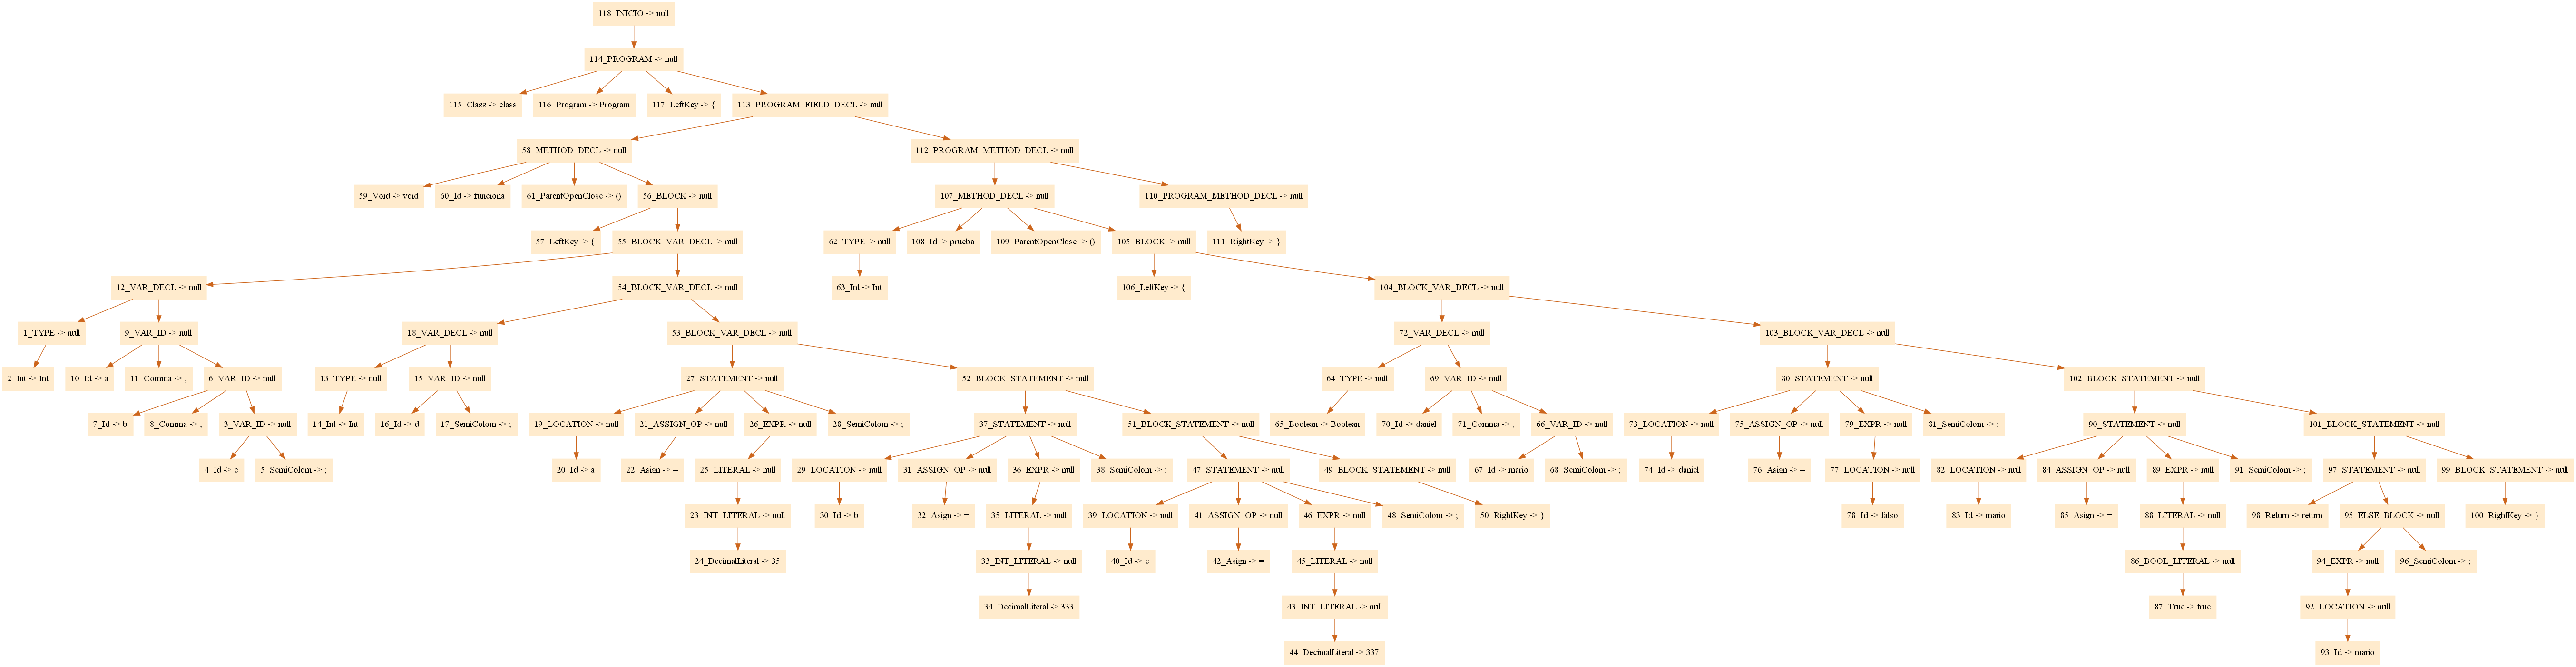 118_INICIO -> null
114_PROGRAM -> null
115_Class -> class
116_Program -> Program
117_LeftKey -> {
113_PROGRAM_FIELD_DECL -> null
58_METHOD_DECL -> null
112_PROGRAM_METHOD_DECL -> null
59_Void -> void
60_Id -> funciona
61_ParentOpenClose -> ()
56_BLOCK -> null
107_METHOD_DECL -> null
110_PROGRAM_METHOD_DECL -> null
57_LeftKey -> {
55_BLOCK_VAR_DECL -> null
62_TYPE -> null
108_Id -> prueba
109_ParentOpenClose -> ()
105_BLOCK -> null
111_RightKey -> }
12_VAR_DECL -> null
54_BLOCK_VAR_DECL -> null
63_Int -> Int
106_LeftKey -> {
104_BLOCK_VAR_DECL -> null
1_TYPE -> null
9_VAR_ID -> null
18_VAR_DECL -> null
53_BLOCK_VAR_DECL -> null
72_VAR_DECL -> null
103_BLOCK_VAR_DECL -> null
2_Int -> Int
10_Id -> a
11_Comma -> ,
6_VAR_ID -> null
13_TYPE -> null
15_VAR_ID -> null
27_STATEMENT -> null
52_BLOCK_STATEMENT -> null
64_TYPE -> null
69_VAR_ID -> null
80_STATEMENT -> null
102_BLOCK_STATEMENT -> null
7_Id -> b
8_Comma -> ,
3_VAR_ID -> null
14_Int -> Int
16_Id -> d
17_SemiColom -> ;
19_LOCATION -> null
21_ASSIGN_OP -> null
26_EXPR -> null
28_SemiColom -> ;
37_STATEMENT -> null
51_BLOCK_STATEMENT -> null
65_Boolean -> Boolean
70_Id -> daniel
71_Comma -> ,
66_VAR_ID -> null
73_LOCATION -> null
75_ASSIGN_OP -> null
79_EXPR -> null
81_SemiColom -> ;
90_STATEMENT -> null
101_BLOCK_STATEMENT -> null
4_Id -> c
5_SemiColom -> ;
20_Id -> a
22_Asign -> =
25_LITERAL -> null
29_LOCATION -> null
31_ASSIGN_OP -> null
36_EXPR -> null
38_SemiColom -> ;
47_STATEMENT -> null
49_BLOCK_STATEMENT -> null
67_Id -> mario
68_SemiColom -> ;
74_Id -> daniel
76_Asign -> =
77_LOCATION -> null
82_LOCATION -> null
84_ASSIGN_OP -> null
89_EXPR -> null
91_SemiColom -> ;
97_STATEMENT -> null
99_BLOCK_STATEMENT -> null
23_INT_LITERAL -> null
30_Id -> b
32_Asign -> =
35_LITERAL -> null
39_LOCATION -> null
41_ASSIGN_OP -> null
46_EXPR -> null
48_SemiColom -> ;
50_RightKey -> }
78_Id -> falso
83_Id -> mario
85_Asign -> =
88_LITERAL -> null
98_Return -> return
95_ELSE_BLOCK -> null
100_RightKey -> }
24_DecimalLiteral -> 35
33_INT_LITERAL -> null
40_Id -> c
42_Asign -> =
45_LITERAL -> null
86_BOOL_LITERAL -> null
94_EXPR -> null
96_SemiColom -> ;
34_DecimalLiteral -> 333
43_INT_LITERAL -> null
87_True -> true
92_LOCATION -> null
44_DecimalLiteral -> 337
93_Id -> mario